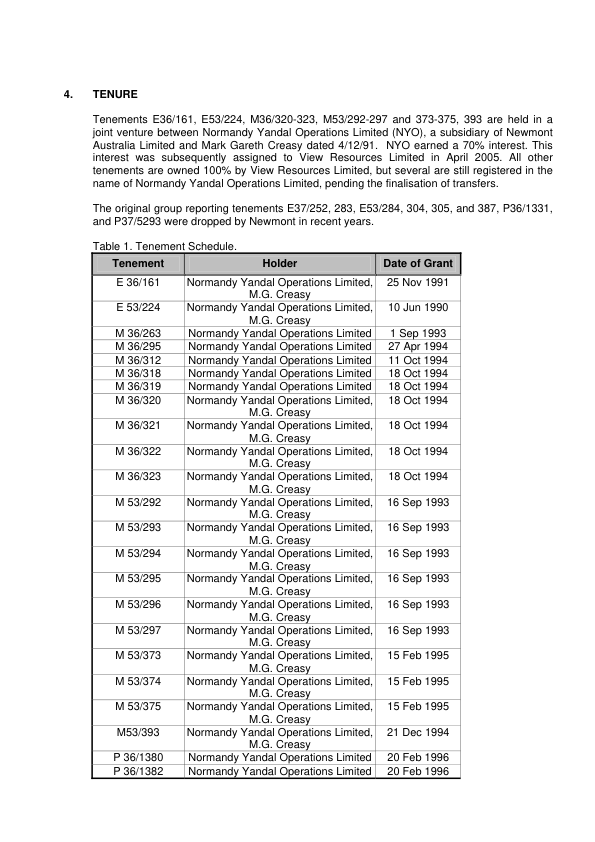 4. TENURE
Tenements E36/161, E53/224, M36/320-323, M53/292-297 and 373-375, 393 are held in a
joint venture between Normandy Yandal Operations Limited (NYO), a subsidiary of Newmont
Australia Limited and Mark Gareth Creasy dated 4/12/91. NYO earned a 70% interest. This
interest was subsequently assigned to View Resources Limited in April 2005. All other
tenements are owned 100% by View Resources Limited, but several are still registered in the
name of Normandy Yandal Operations Limited, pending the finalisation of transfers.
The original group reporting tenements E37/252, 283, E53/284, 304, 305, and 387, P36/1331,
and P37/5293 were dropped by Newmont in recent years.
Table 1. Tenement Schedule.
Tenement Holder Date of Grant
E 36/161 Normandy Yandal Operations Limited, 25 Nov 1991
M.G. Creasy
E 53/224 Normandy Yandal Operations Limited, 10 Jun 1990
M.G. Creasy
M 36/263 Normandy Yandal Operations Limited 1 Sep 1993
M 36/295 Normandy Yandal Operations Limited 27 Apr 1994
M 36/312 Normandy Yandal Operations Limited 11 Oct 1994
M 36/318 Normandy Yandal Operations Limited 18 Oct 1994
M 36/319 Normandy Yandal Operations Limited 18 Oct 1994
M 36/320 Normandy Yandal Operations Limited, 18 Oct 1994
M.G. Creasy
M 36/321 Normandy Yandal Operations Limited, 18 Oct 1994
M.G. Creasy
M 36/322 Normandy Yandal Operations Limited, 18 Oct 1994
M.G. Creasy
M 36/323 Normandy Yandal Operations Limited, 18 Oct 1994
M.G. Creasy
M 53/292 Normandy Yandal Operations Limited, 16 Sep 1993
M.G. Creasy
M 53/293 Normandy Yandal Operations Limited, 16 Sep 1993
M.G. Creasy
M 53/294 Normandy Yandal Operations Limited, 16 Sep 1993
M.G. Creasy
M 53/295 Normandy Yandal Operations Limited, 16 Sep 1993
M.G. Creasy
M 53/296 Normandy Yandal Operations Limited, 16 Sep 1993
M.G. Creasy
M 53/297 Normandy Yandal Operations Limited, 16 Sep 1993
M.G. Creasy
M 53/373 Normandy Yandal Operations Limited, 15 Feb 1995
M.G. Creasy
M 53/374 Normandy Yandal Operations Limited, 15 Feb 1995
M.G. Creasy
M 53/375 Normandy Yandal Operations Limited, 15 Feb 1995
M.G. Creasy
M53/393 Normandy Yandal Operations Limited, 21 Dec 1994
M.G. Creasy
P 36/1380 Normandy Yandal Operations Limited 20 Feb 1996
P 36/1382 Normandy Yandal Operations Limited 20 Feb 1996